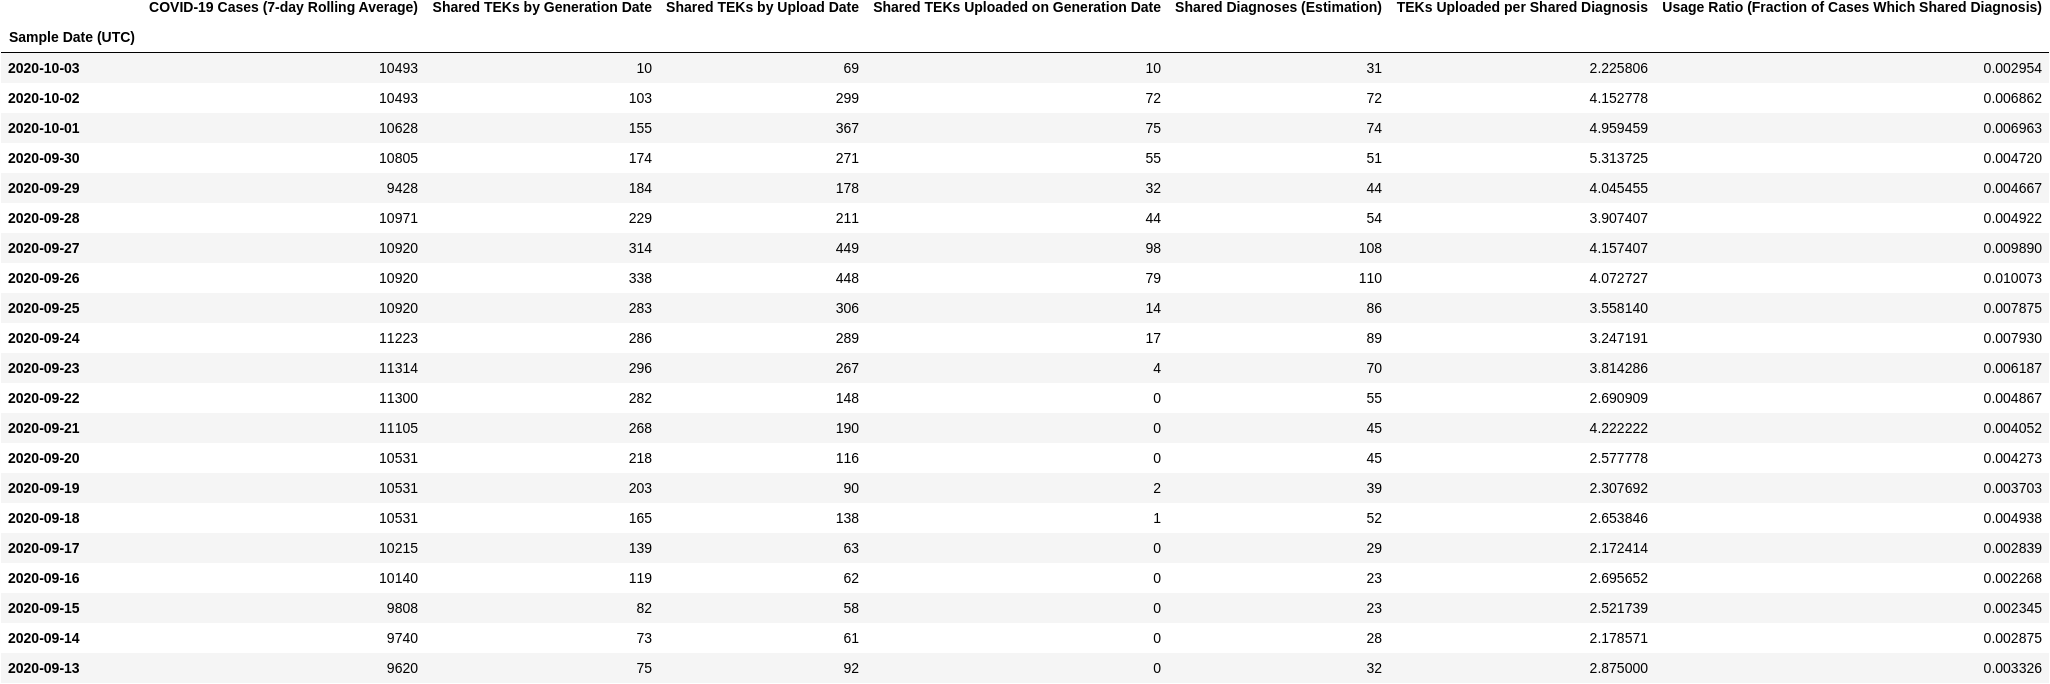 COVID-19 Cases (7-day Rolling Average) Shared TEKs by Generation Date Shared TEKs by Upload Date Shared TEKs Uploaded on Generation Date Shared Diagnoses (Estimation) TEKs Uploaded per Shared Diagnosis Usage Ratio (Fraction of Cases Which Shared Diagnosis)
Sample Date (UTC)
2020-10-03 10493 10 69 10 31 2.225806 0.002954
2020-10-02 10493 103 299 72 72 4.152778 0.006862
2020-10-01 10628 155 367 75 74 4.959459 0.006963
2020-09-30 10805 174 271 55 51 5.313725 0.004720
2020-09-29 9428 184 178 32 44 4.045455 0.004667
2020-09-28 10971 229 211 44 54 3.907407 0.004922
2020-09-27 10920 314 449 98 108 4.157407 0.009890
2020-09-26 10920 338 448 79 110 4.072727 0.010073
2020-09-25 10920 283 306 14 86 3.558140 0.007875
2020-09-24 11223 286 289 17 89 3.247191 0.007930
2020-09-23 11314 296 267 4 70 3.814286 0.006187
2020-09-22 11300 282 148 0 55 2.690909 0.004867
2020-09-21 11105 268 190 0 45 4.222222 0.004052
2020-09-20 10531 218 116 0 45 2.577778 0.004273
2020-09-19 10531 203 90 2 39 2.307692 0.003703
2020-09-18 10531 165 138 1 52 2.653846 0.004938
2020-09-17 10215 139 63 0 29 2.172414 0.002839
2020-09-16 10140 119 62 0 23 2.695652 0.002268
2020-09-15 9808 82 58 0 23 2.521739 0.002345
2020-09-14 9740 73 61 0 28 2.178571 0.002875
2020-09-13 9620 75 92 0 32 2.875000 0.003326